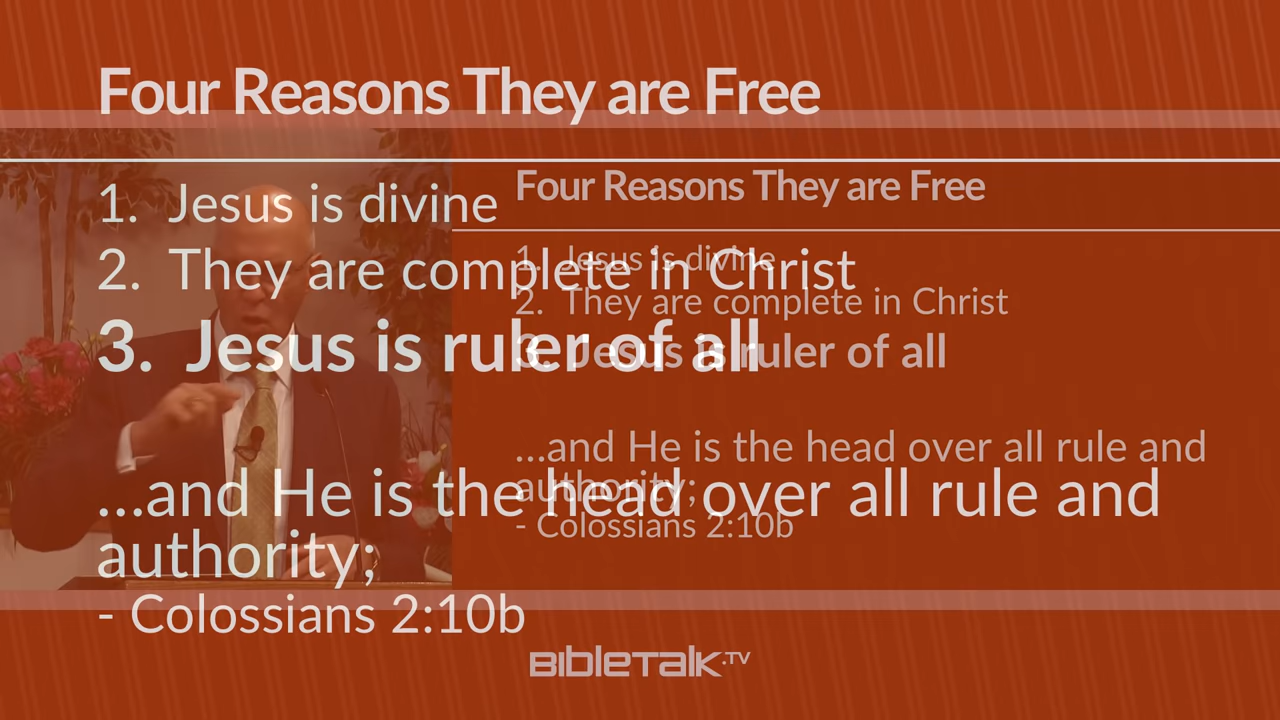 Four Reasons They are Free
1. Jesus is divine
2. They are complete in Christ
3. Jesus is ruler of all
...and He is the head over all rule and
authority;
- Colossians 2:10b
Four Reasons They are Free
1. Jesus is divine
2. They are complete in Christ
3. Jesus is ruler of all
...and He is the head over all rule and
authority;
- Colossians 2:10b
BibleTalk.TV